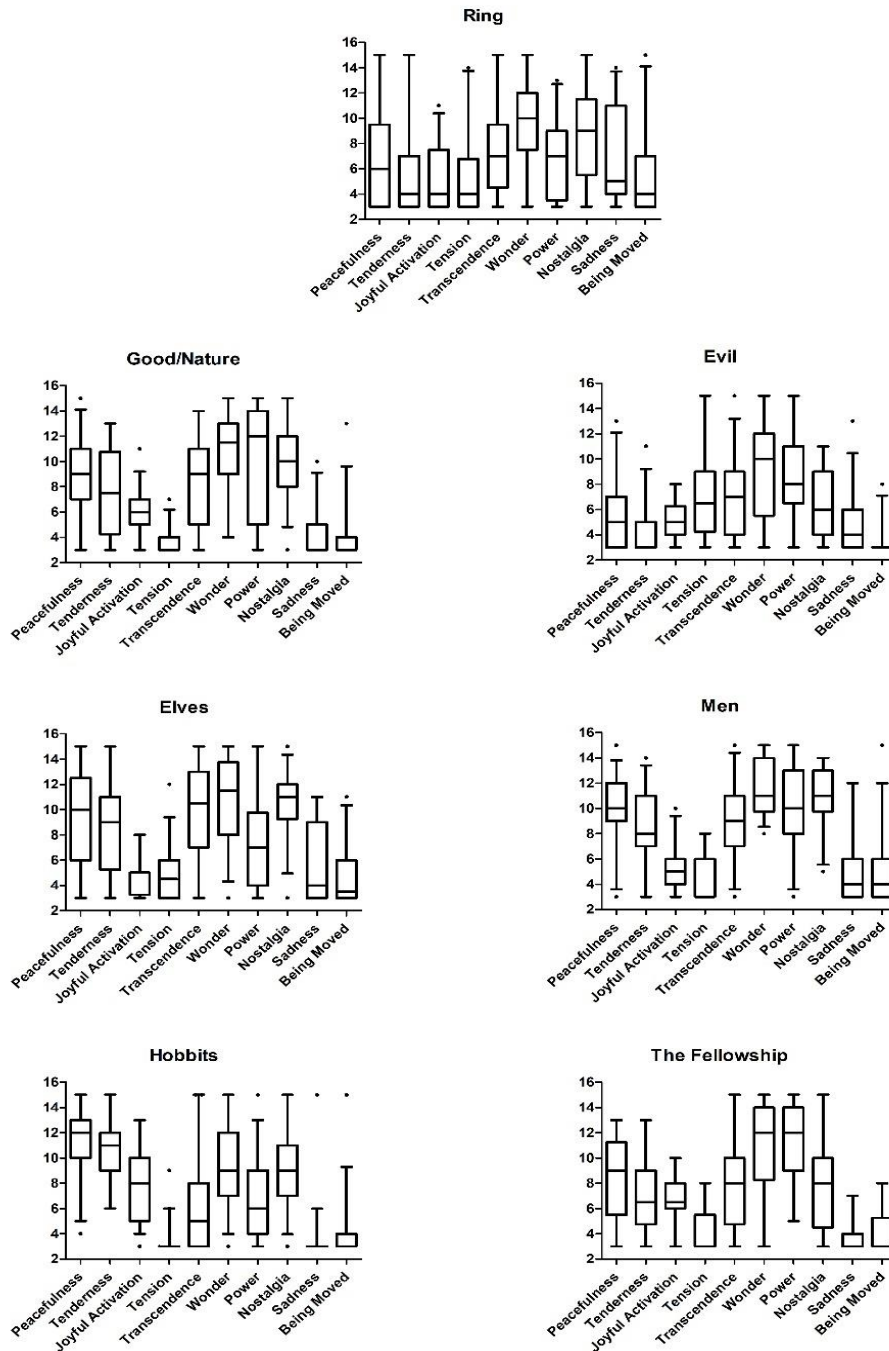 Ring
16
14
12
10
8
6
4
2
Peacefulness
Tenderness
Joyful Activation
Tension
Transcendence
Wonder
Power
Nostalgia
Sadness
Being Moved
Good/Nature
16
14
12
10
8
6
4
2
Peacefulness
Tenderness
Joyful Activation
Tension
Transcendence
Wonder
Power
Nostalgia
Sadness
Being Moved
Evil
16
14
12
10
8
6
4
2
Peacefulness
Tenderness
Joyful Activation
Tension
Transcendence
Wonder
Power
Nostalgia
Sadness
Being Moved
Elves
16
14
12
10
8
6
4
2
Peacefulness
Tenderness
Joyful Activation
Tension
Transcendence
Wonder
Power
Nostalgia
Sadness
Being Moved
Men
16
14
12
10
8
6
4
2
Peacefulness
Tenderness
Joyful Activation
Tension
Transcendence
Wonder
Power
Nostalgia
Sadness
Being Moved
Hobbits
16
14
12
10
8
6
4
2
Peacefulness
Tenderness
Joyful Activation
Tension
Transcendence
Wonder
Power
Nostalgia
Sadness
Being Moved
The Fellowship
16
14
12
10
8
6
4
2
Peacefulness
Tenderness
Joyful Activation
Tension
Transcendence
Wonder
Power
Nostalgia
Sadness
Being Moved